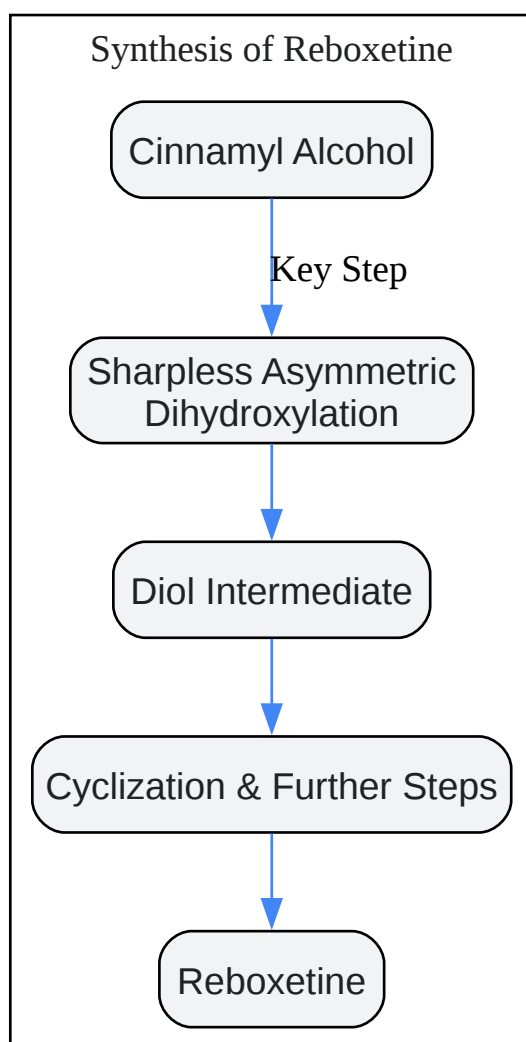 Synthesis of Reboxetine
Cinnamyl Alcohol
Key Step
Sharpless Asymmetric
Dihydroxylation
Diol Intermediate
Cyclization & Further Steps
Reboxetine